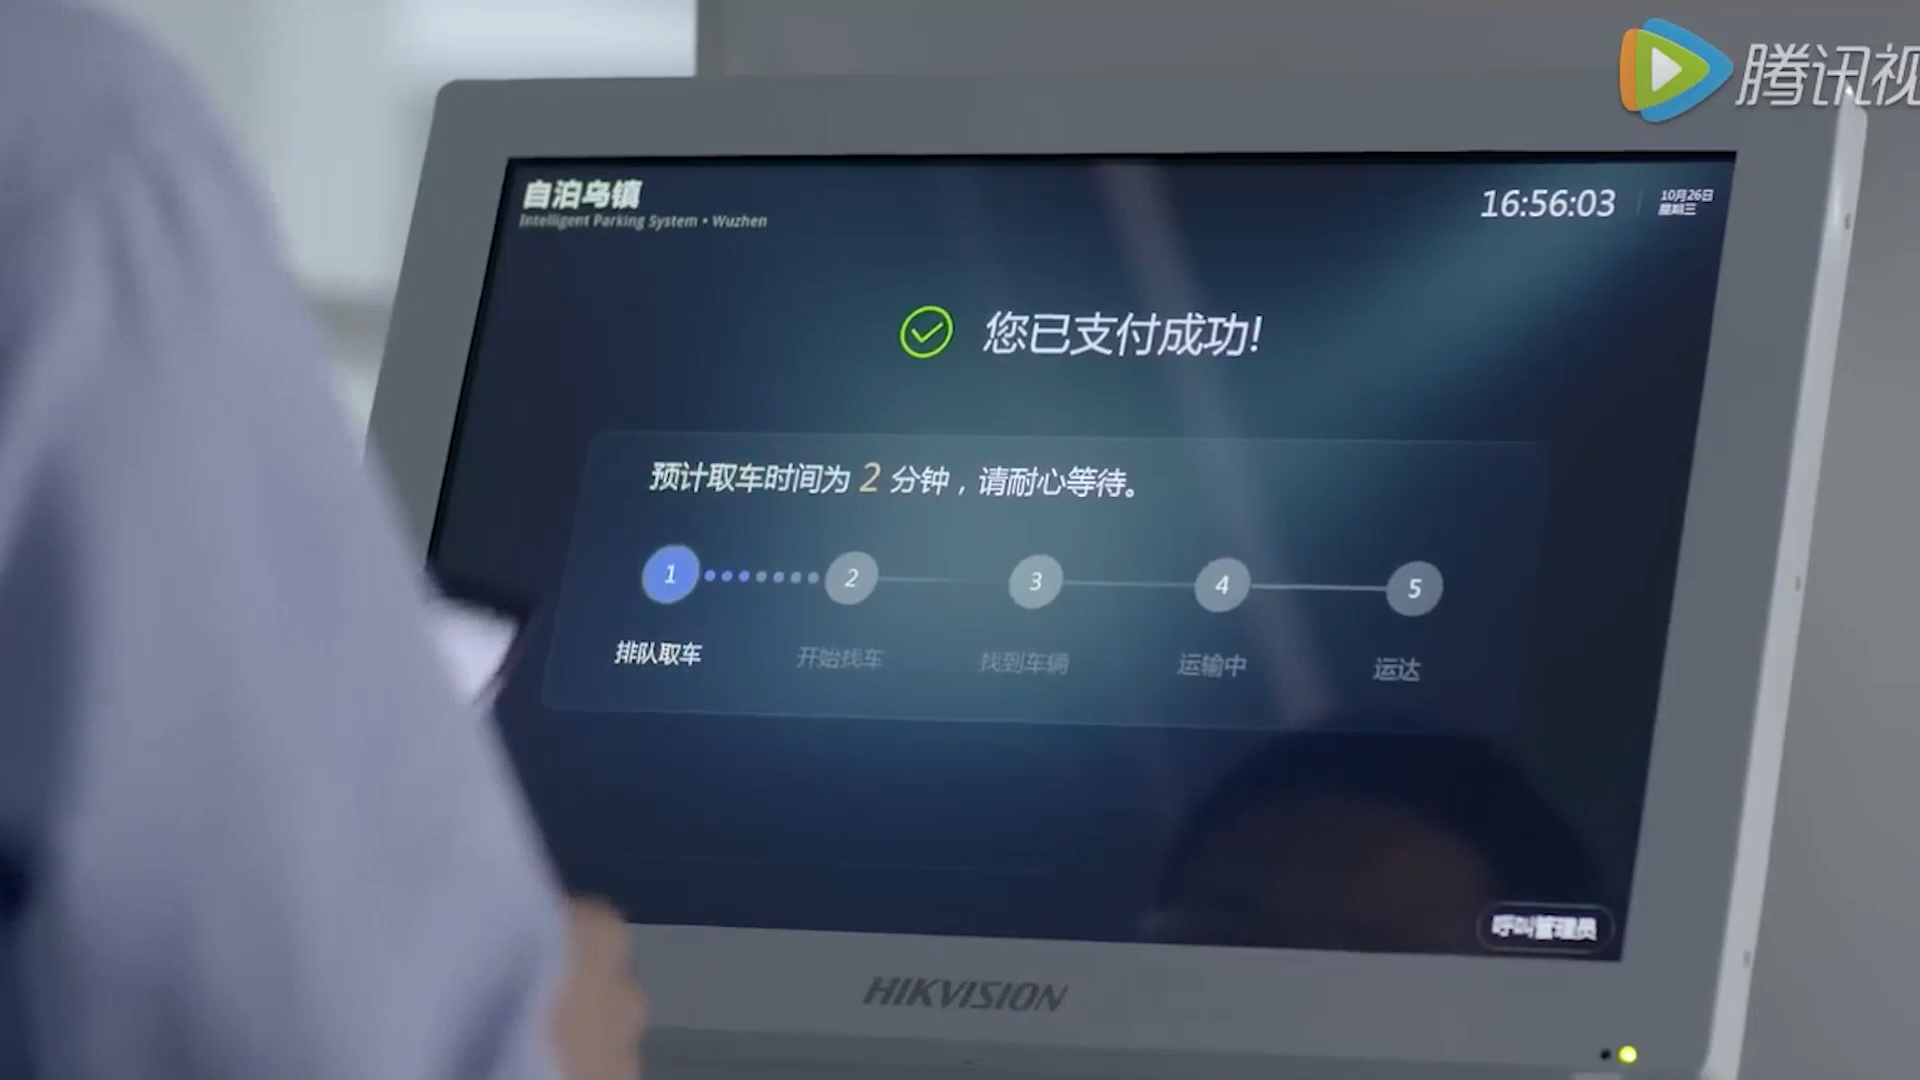 腾讯视
自泊乌镇
Intelligent Parking System • Wuzhen
16:56:03
10月26日
星期三
您已支付成功!
预计取车时间为 2 分钟，请耐心等待。
1 2 3 4 5
排队取车 开始找车 找到车辆 运输中 运达
呼叫管理员
HIKVISION